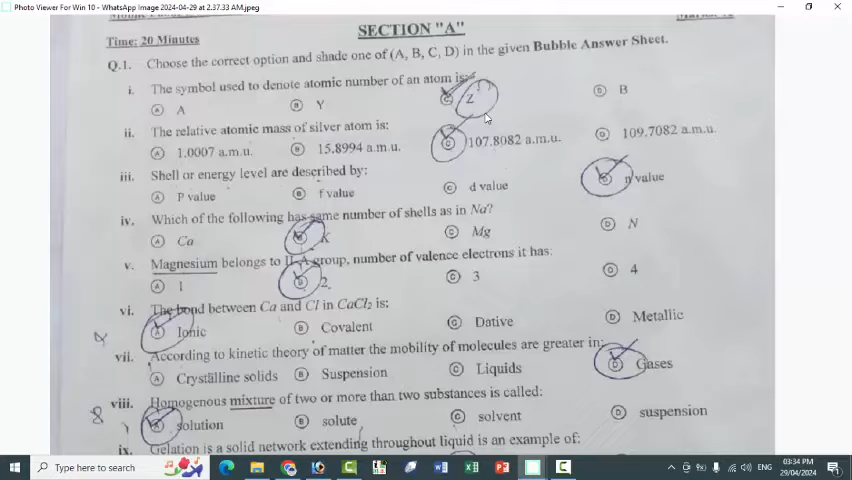 Photo Viewer For Win 10 - WhatsApp Image 2024-04-29 at 2.37.33 AM.jpeg
SECTION "A"
Time: 20 Minutes
Q.1. Choose the correct option and shade one of (A, B, C, D) in the given Bubble Answer Sheet.
i. The symbol used to denote atomic number of an atom is:
A A B Y C Z D B
ii. The relative atomic mass of silver atom is:
A 1.0007 a.m.u. B 15.8994 a.m.u. C 107.8082 a.m.u. D 109.7082 a.m.u.
iii. Shell or energy level are described by:
A P value B f value C d value D n value
iv. Which of the following has same number of shells as in Na?
A Ca B K C Mg D N
v. Magnesium belongs to II-A group, number of valence electrons it has:
A 1 B 2 C 3 D 4
vi. The bond between Ca and Cl in CaCl₂ is:
A Ionic B Covalent C Dative D Metallic
vii. According to kinetic theory of matter the mobility of molecules are greater in:
A Crystalline solids B Suspension C Liquids D Gases
8 viii. Homogenous mixture of two or more than two substances is called:
A solution B solute C solvent D suspension
ix. Gelation is a solid network extending throughout liquid is an example of:
Type here to search
ENG
03:34 PM
29/04/2024